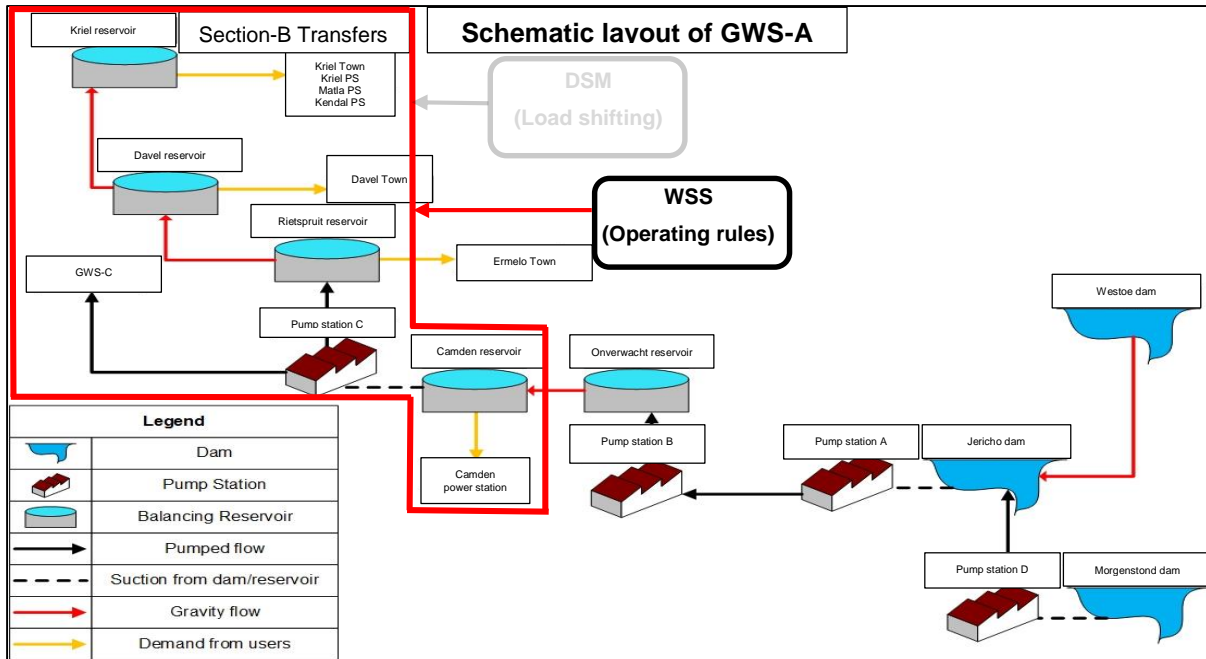 Schematic layout of GWS-A
Section-B Transfers
Kriel reservoir
Kriel Town
Kriel PS
Matla PS
Kendal PS
DSM
(Load shifting)
Davel reservoir
Davel Town
WSS
(Operating rules)
Rietspruit reservoir
Ermelo Town
GWS-C
Pump station C
Camden reservoir
Onverwacht reservoir
Westoe dam
Camden
power station
Pump station B
Pump station A
Jericho dam
Pump station D
Morgenstond dam
Legend
Dam
Pump Station
Balancing Reservoir
Pumped flow
Suction from dam/reservoir
Gravity flow
Demand from users